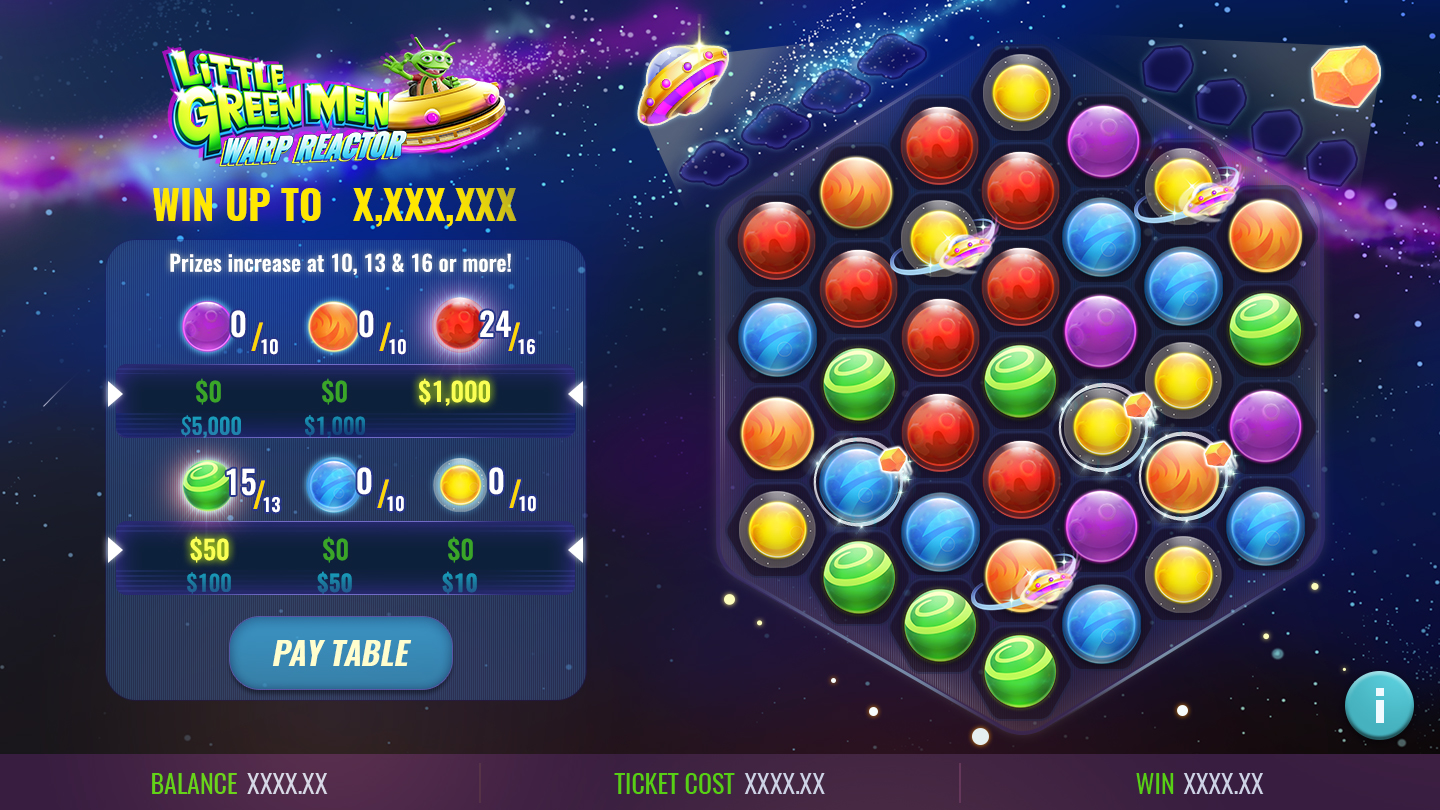 LiTTLE
GREEN MEN
WARP REACTOR
WIN UP TO X,XXX,XXX
Prizes increase at 10, 13 & 16 or more!
0/10 0/10 24/16
$0 $0 $1,000
$5,000 $1,000
15/13 0/10 0/10
$50 $0 $0
$100 $50 $10
PAY TABLE
i
BALANCE XXXX.XX TICKET COST XXXX.XX WIN XXXX.XX